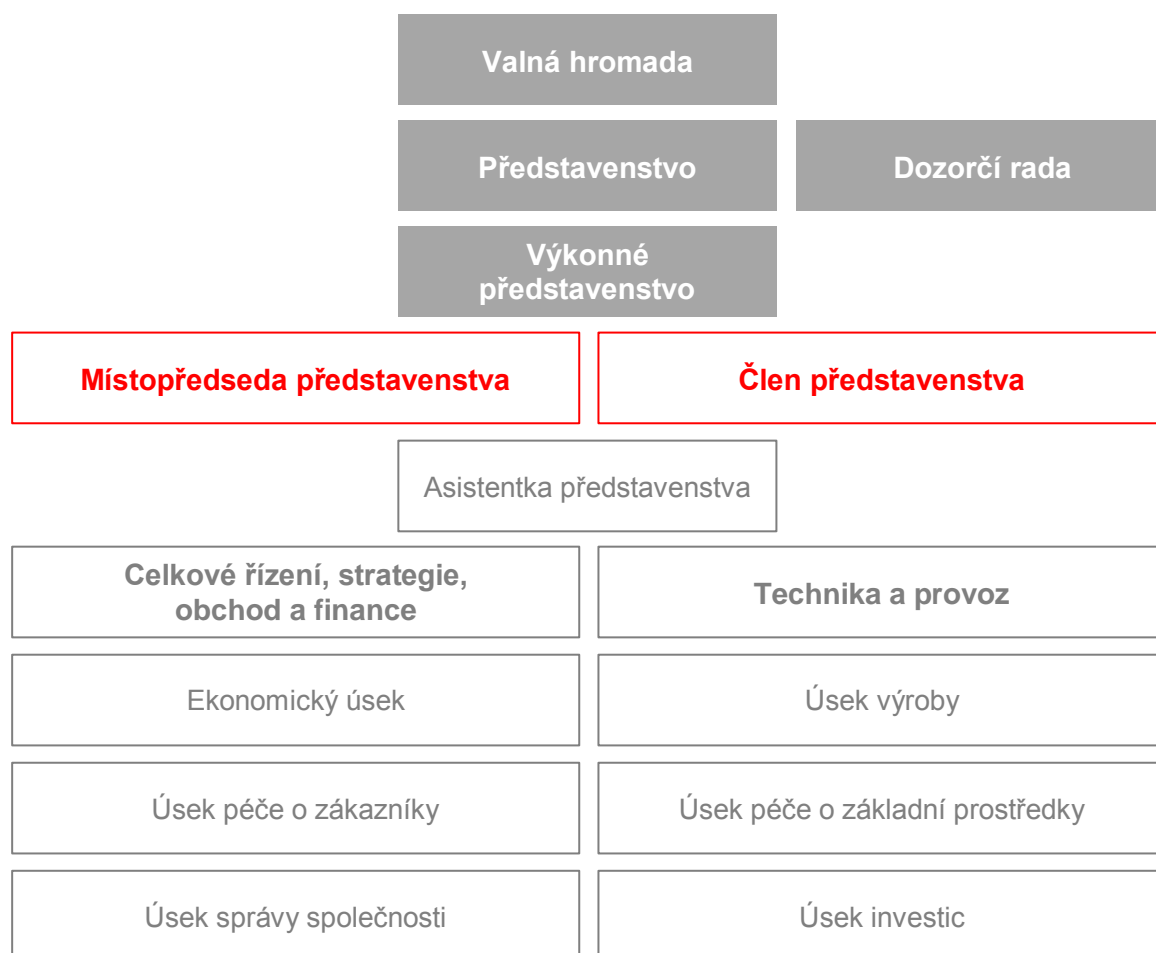 Valná hromada
Představenstvo
Dozorčí rada
Výkonné
představenstvo
Místopředseda představenstva
Člen představenstva
Asistentka představenstva
Celkové řízení, strategie,
obchod a finance
Technika a provoz
Ekonomický úsek
Úsek výroby
Úsek péče o zákazníky
Úsek péče o základní prostředky
Úsek správy společnosti
Úsek investic